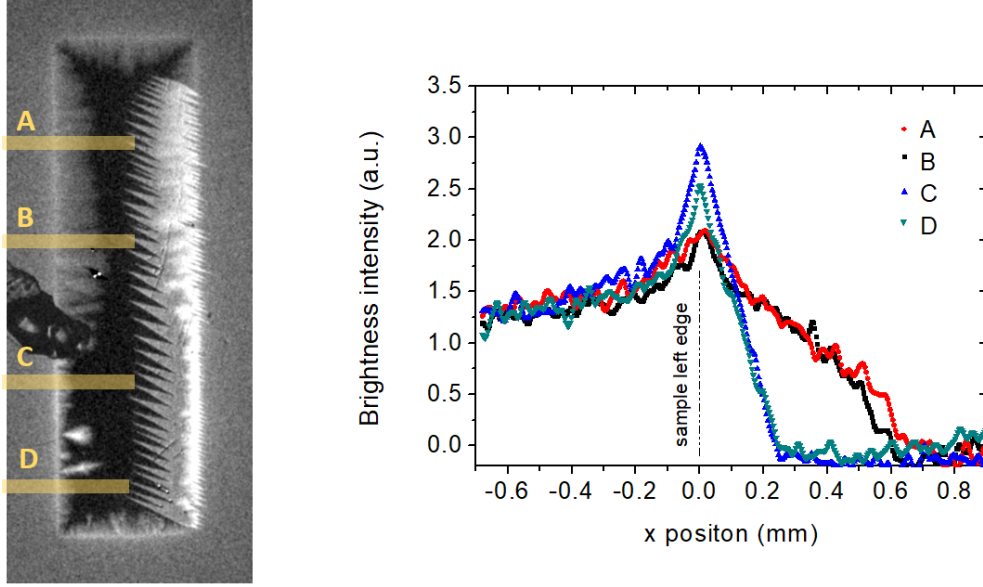 A
B
C
D
3.5
3.0
2.5
2.0
1.5
1.0
0.5
0.0
-0.6 -0.4 -0.2 0.0 0.2 0.4 0.6 0.8
Brightness intensity (a.u.)
x positon (mm)
sample left edge
A
B
C
D